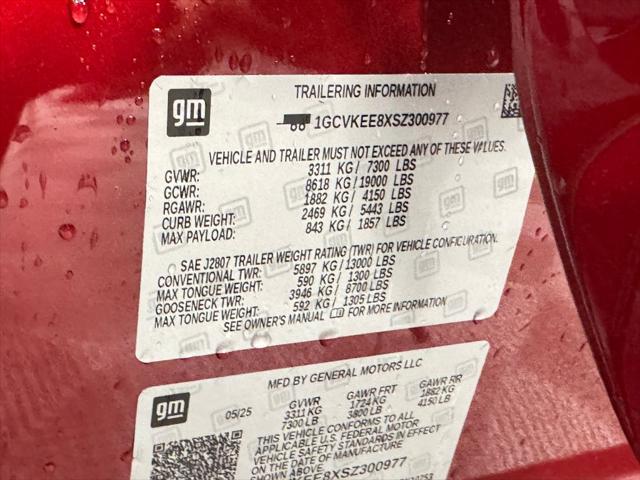 gm
TRAILERING INFORMATION
1GCVKEE8XSZ300977
VEHICLE AND TRAILER MUST NOT EXCEED ANY OF THESE VALUES.
GVWR: 3311 KG/ 7300 LBS
GCWR: 8618 KG/19000 LBS
RGAWR: 1882 KG/ 4150 LBS
CURB WEIGHT: 2469 KG/ 5443 LBS
MAX PAYLOAD: 843 KG/ 1857 LBS
SAE J2807 TRAILER WEIGHT RATING (TWR) FOR VEHICLE CONFIGURATION.
CONVENTIONAL TWR: 5897 KG/ 13000 LBS
MAX TONGUE WEIGHT: 590 KG/ 1300 LBS
GOOSENECK TWR: 3946 KG/ 8700 LBS
MAX TONGUE WEIGHT: 592 KG/ 1305 LBS
SEE OWNER'S MANUAL FOR MORE INFORMATION
gm
MFD BY GENERAL MOTORS LLC
05/25 GVWR GAWR FRT GAWR RR
3311 KG 1724 KG 1882 KG
7300 LB 3800 LB 4150 LB
THIS VEHICLE CONFORMS TO ALL
APPLICABLE U.S. FEDERAL MOTOR
VEHICLE SAFETY STANDARDS IN EFFECT
ON THE DATE OF MANUFACTURE
SHOWN ABOVE.
KEE8XSZ300977